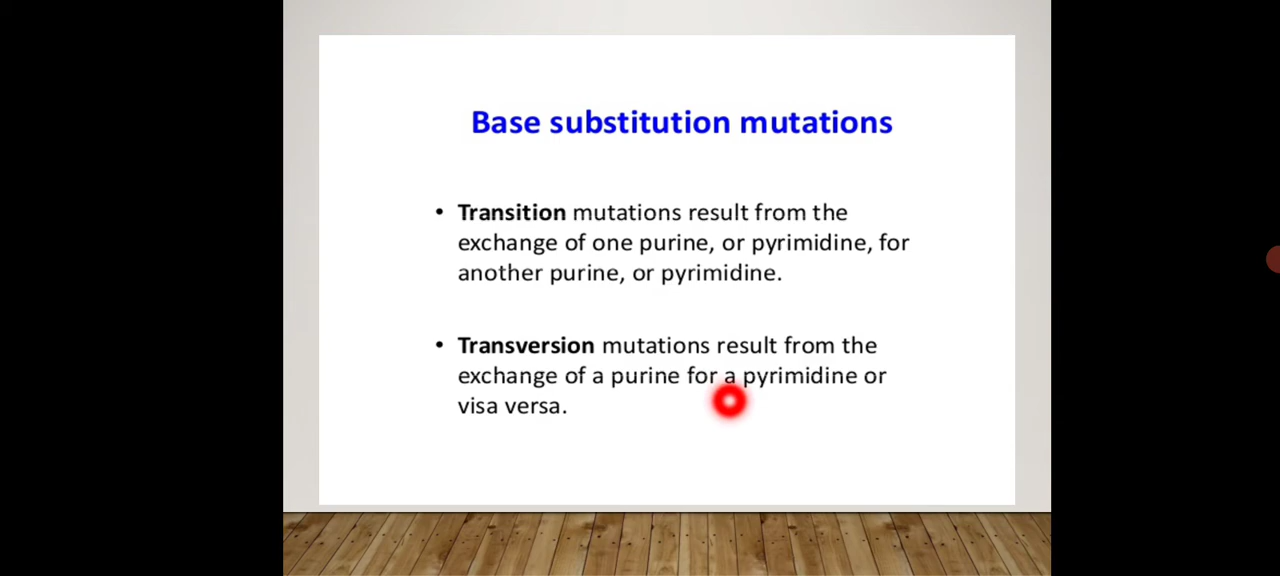 Base substitution mutations
• Transition mutations result from the
exchange of one purine, or pyrimidine, for
another purine, or pyrimidine.
• Transversion mutations result from the
exchange of a purine for a pyrimidine or
visa versa.